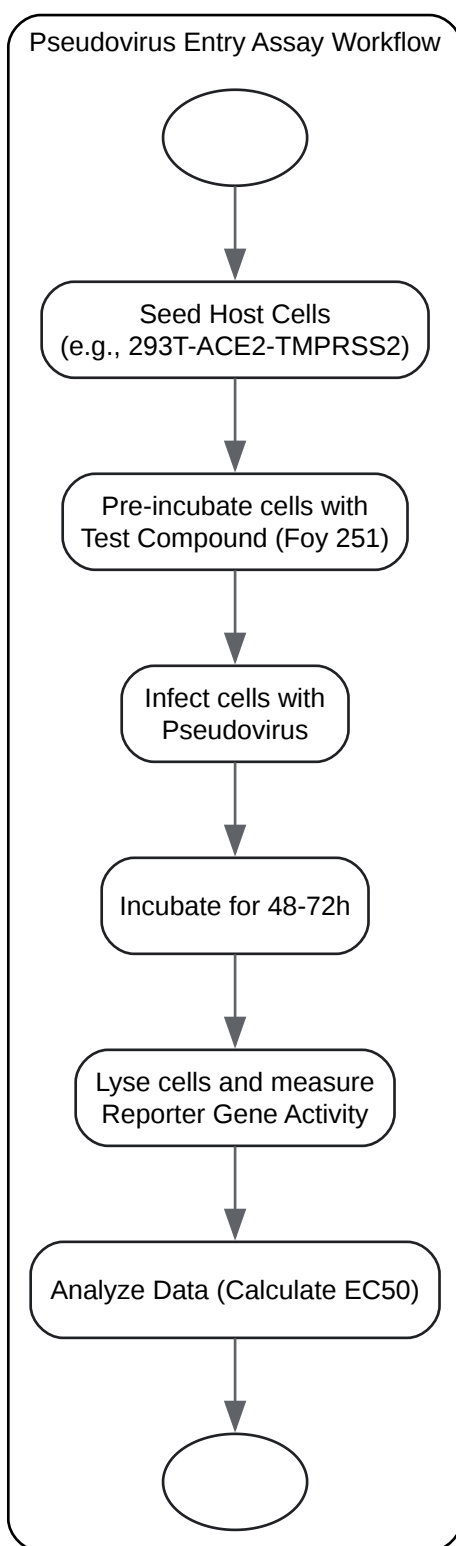 Pseudovirus Entry Assay Workflow
Seed Host Cells
(e.g., 293T-ACE2-TMPRSS2)
Pre-incubate cells with
Test Compound (Foy 251)
Infect cells with
Pseudovirus
Incubate for 48-72h
Lyse cells and measure
Reporter Gene Activity
Analyze Data (Calculate EC50)